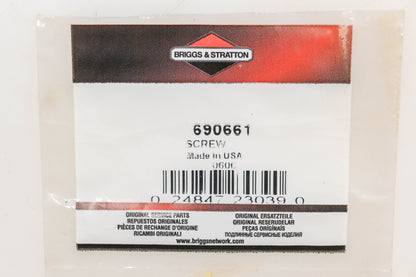 BRIGGS & STRATTON
690661
SCREW
Made in USA
0600
0 24847 23039 0
ORIGINAL SERVICE PARTS
REPUESTOS ORIGINALES
PIÈCES DE RECHANGE D'ORIGINE
RICAMBI ORIGINALI
ORIGINAL ERSATZTEILE
ORIGINAL RESERVDELAR
PEÇAS ORIGINAIS
ПОДЛИННЫЕ СЕРВИСНЫЕ ИЗДЕЛИЯ
www.briggsnetwork.com